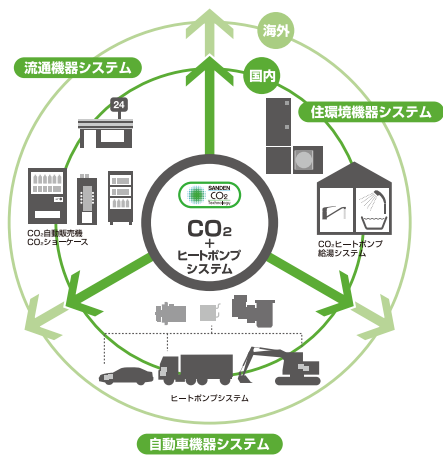 海外
国内
流通機器システム
住環境機器システム
24
SANDEN
CO2
Technology
CO2
+
ヒートポンプ
システム
CO2自動販売機
CO2ショーケース
CO2ヒートポンプ
給湯システム
ヒートポンプシステム
自動車機器システム